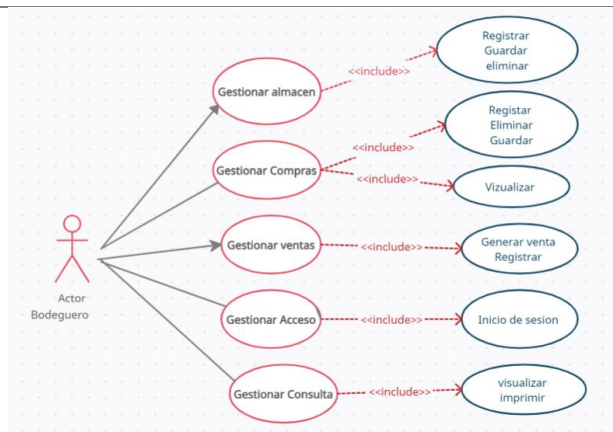 Registrar
Guardar
eliminar
<<include>>
Gestionar almacen
Registar
Eliminar
Guardar
<<include>>
Gestionar Compras
<<include>>
Vizualizar
Gestionar ventas
<<include>>
Generar venta
Registrar
Actor
Bodeguero
Gestionar Acceso
<<include>>
Inicio de sesion
Gestionar Consulta
<<include>>
visualizar
imprimir